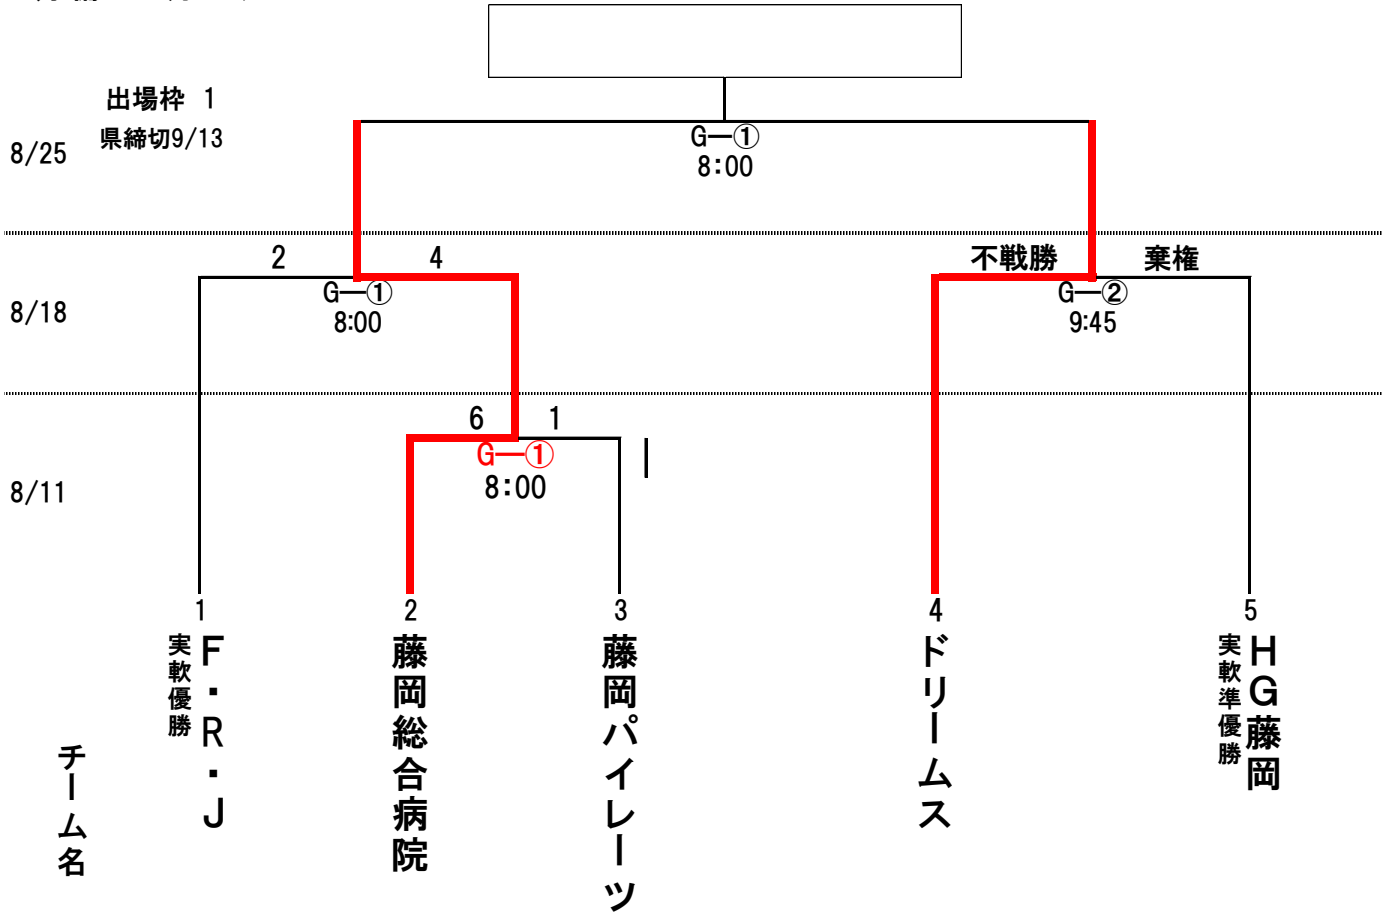 出場枠 1
県締切9/13
8/25
G―①
8:00
2
4
不戦勝
棄権
8/18
G―①
8:00
G―②
9:45
6
1
8/11
G―①
8:00
1
2
3
4
5
F・R・J
実軟優勝
藤岡総合病院
藤岡パイレーツ
ドリームス
HG藤岡
実軟準優勝
チーム名